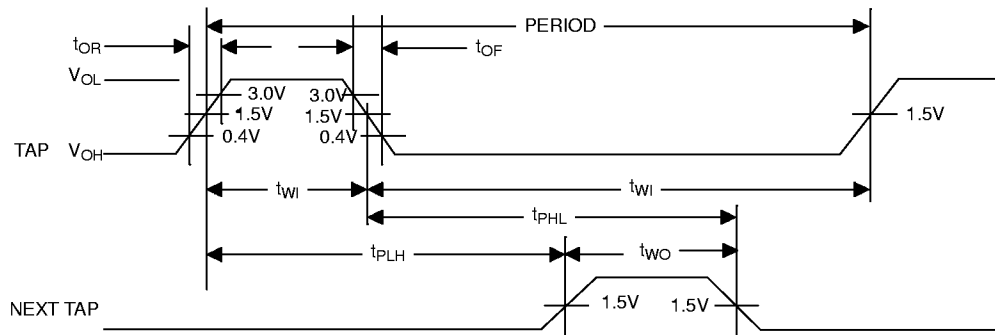 PERIOD
tOR
tOF
VOL
3.0V 3.0V
1.5V 1.5V 1.5V
0.4V 0.4V
TAP VOH
tWI tWI
tPHL
tPLH tWO
NEXT TAP 1.5V 1.5V